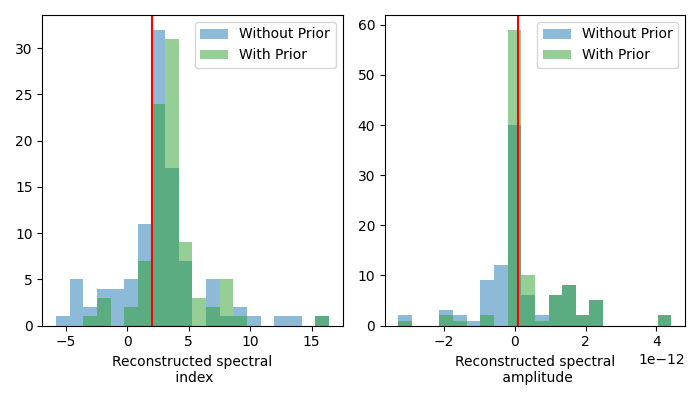 Without Prior
With Prior
30
25
20
15
10
5
0
−5
0
5
10
15
Reconstructed spectral
index
Without Prior
With Prior
60
50
40
30
20
10
0
−2
0
2
4
1e−12
Reconstructed spectral
amplitude